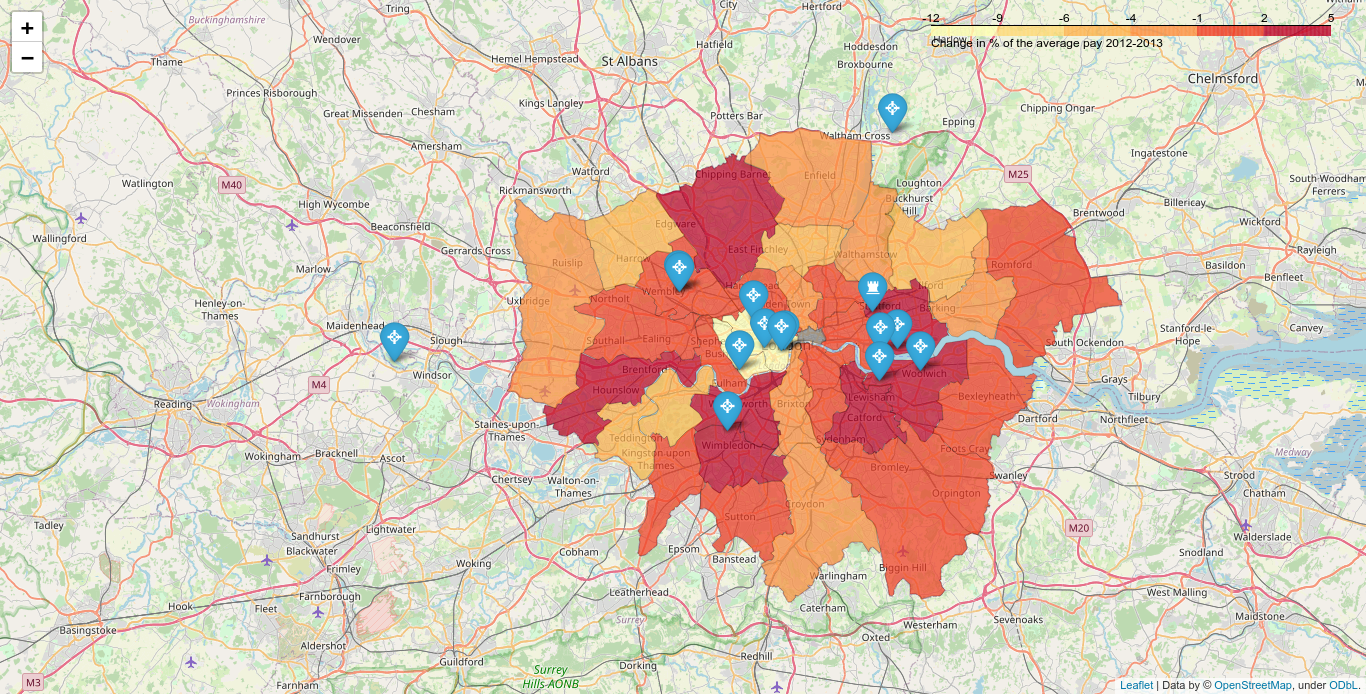 Tring
City
Hertford
Buckinghamshire
+
-12 -9 -6 -4 -1 2 5
Wendover
Harlow
Change in % of the average pay 2012-2013
Hatfield
Hoddesdon
−
Thame
Hemel Hempstead
St Albans
Broxbourne
Chelmsford
Princes Risborough
Kings Langley
Chipping Ongar
Great Missenden
Chesham
Potters Bar
Epping
Waltham Cross
Amersham
Ingatestone
Watford
Chipping Barne
Enfield
M25
Watlington
M40
Rickmansworth
Loughton
South Woodham
Ferrers
High Wycombe
Buckhurst
Hill
Billericay
Brentwood
Beaconsfield
Edgware
Wickford
Wallingford
Gerrards Cross
Harrow
East Finchley
Walthamstow
Rayleigh
Marlow
Ruislip
Romford
Basildon
Benfleet
Henley-on-
Thames
Uxbridge
Northolt
Wembley
Barking
Maidenhead
Slough
Southall
Ealing
Stanford-le-
Hope
Canvey
South Ockendon
Windsor
Brentford
Fulham
Woolwich
Grays
M4
Hounslow
Lewisham
Bexleyheath
Tilbury
Reading
Wokingham
Brixton
Catford
Dartford
Northfleet
Staines-upon-
Thames
Teddington
Wimbledon
Sydenham
Foots Cray
Medway
Wokingham
Bracknell
Ascot
Kingston upon
Thames
Bromley
Chertsey
Walton-on-
Thames
Swanley
Strood
Chatham
Croydon
Orpington
Tadley
Lightwater
Sutton
M20
Sandhurst
Blackwater
Walderslade
Cobham
Epsom
Banstead
Snodland
Frimley
Woking
Warlingham
Biggin Hill
Hook
Fleet
Farnborough
Leatherhead
Caterham
West Malling
Surrey
Westerham
Sevenoaks
Maidstone
Basingstoke
Aldershot
Oxted
Guildford
Dorking
Redhill
Surrey
Hills AONB
M3
Farnham
Leaflet | Data by © OpenStreetMap, under ODbL.